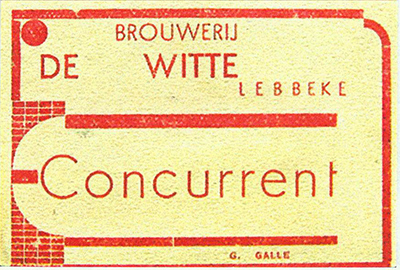 BROUWERIJ
DE WITTE
LEBBEKE
Concurrent
G. GALLE